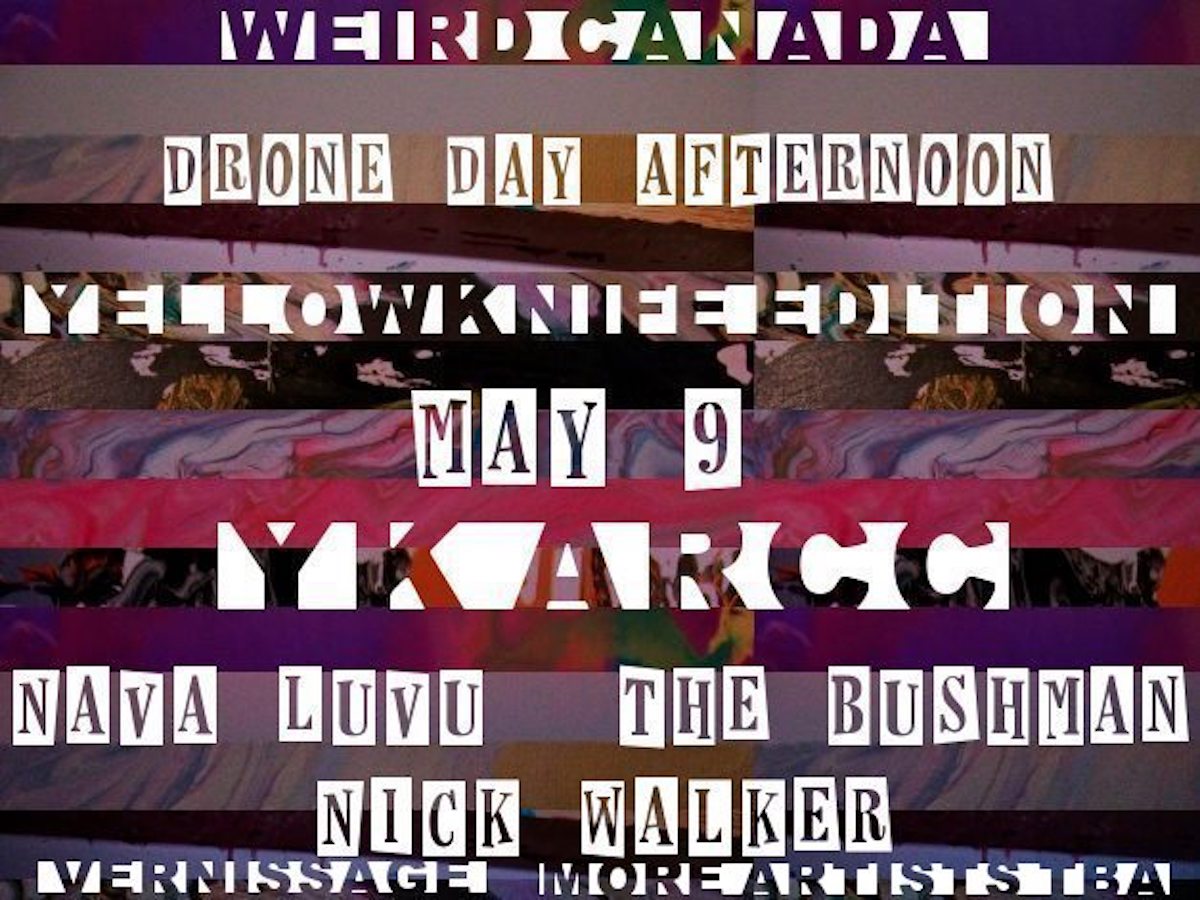 WEIRD CANADA
DRONE DAY AFTERNOON
YELLOWKNIFE EDITION
MAY 9
YKARCC
NAVA LUVU THE BUSHMAN
NICK WALKER
VERNISSAGE MORE ARTISTS TBA